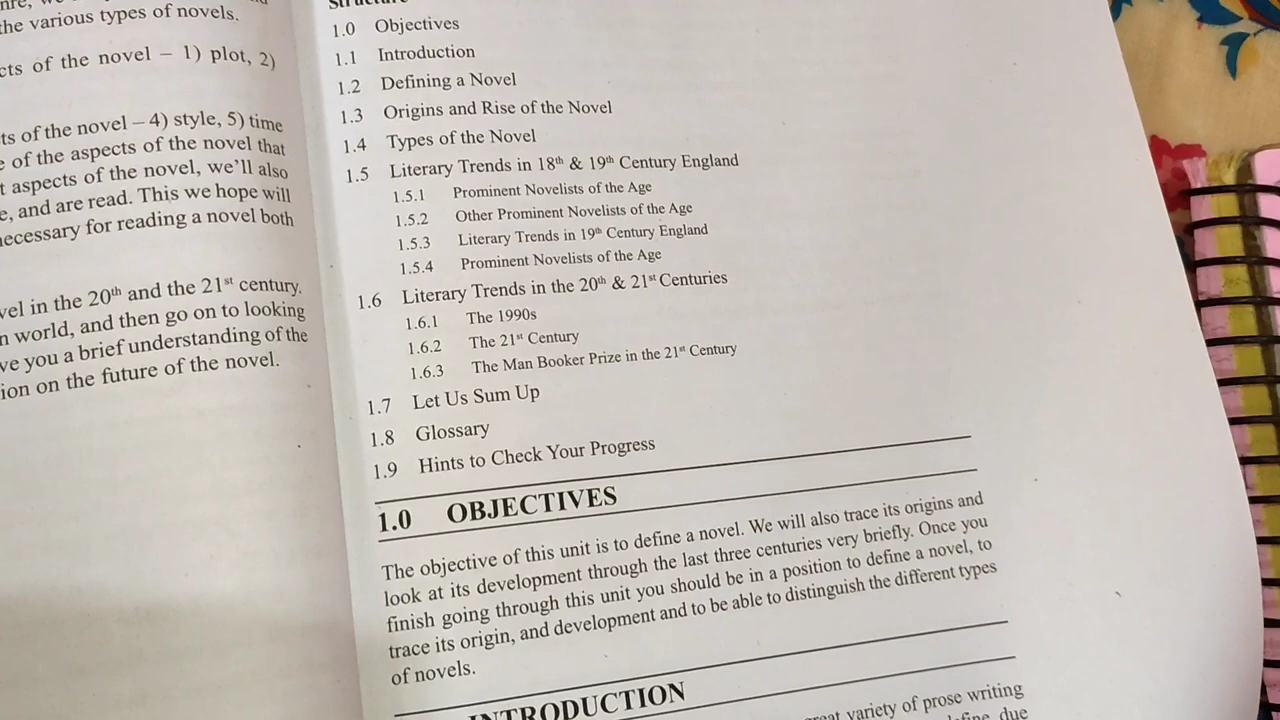 the various types of novels.
cts of the novel – 1) plot, 2)
ts of the novel – 4) style, 5) time
e of the aspects of the novel that
t aspects of the novel, we'll also
e, and are read. This we hope will
necessary for reading a novel both
vel in the 20th and the 21st century.
n world, and then go on to looking
ve you a brief understanding of the
ion on the future of the novel.
Structure
1.0 Objectives
1.1 Introduction
1.2 Defining a Novel
1.3 Origins and Rise of the Novel
1.4 Types of the Novel
1.5 Literary Trends in 18th & 19th Century England
1.5.1 Prominent Novelists of the Age
1.5.2 Other Prominent Novelists of the Age
1.5.3 Literary Trends in 19th Century England
1.5.4 Prominent Novelists of the Age
1.6 Literary Trends in the 20th & 21st Centuries
1.6.1 The 1990s
1.6.2 The 21st Century
1.6.3 The Man Booker Prize in the 21st Century
1.7 Let Us Sum Up
1.8 Glossary
1.9 Hints to Check Your Progress
1.0 OBJECTIVES
The objective of this unit is to define a novel. We will also trace its origins and
look at its development through the last three centuries very briefly. Once you
finish going through this unit you should be in a position to define a novel, to
trace its origin, and development and to be able to distinguish the different types
of novels.
INTRODUCTION
great variety of prose writing
define, due